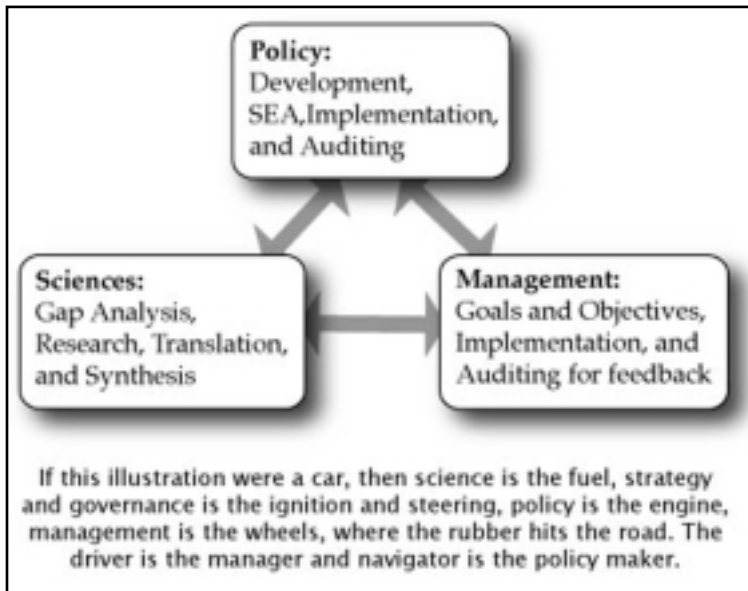 Policy:
Development,
SEA,Implementation,
and Auditing
Sciences:
Gap Analysis,
Research, Translation,
and Synthesis
Management:
Goals and Objectives,
Implementation, and
Auditing for feedback
If this illustration were a car, then science is the fuel, strategy
and governance is the ignition and steering, policy is the engine,
management is the wheels, where the rubber hits the road. The
driver is the manager and navigator is the policy maker.